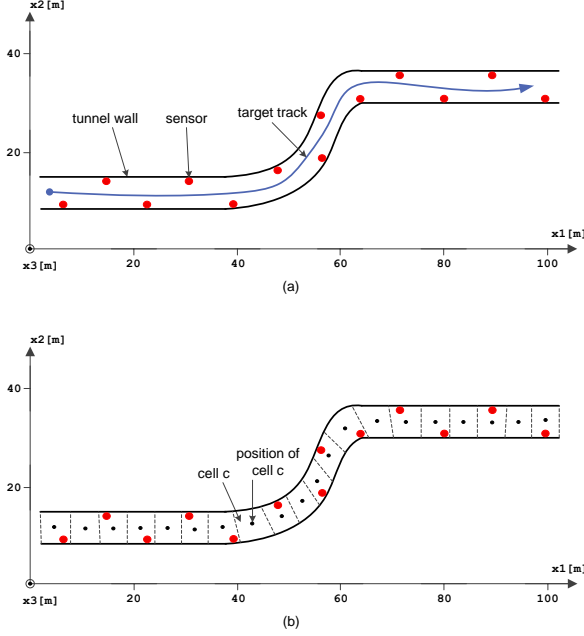 x2[m]
40
tunnel wall
sensor
target track
20
x1[m]
x3[m]
20
40
60
80
100
(a)
x2[m]
40
position of
cell c
cell c
20
x1[m]
x3[m]
20
40
60
80
100
(b)